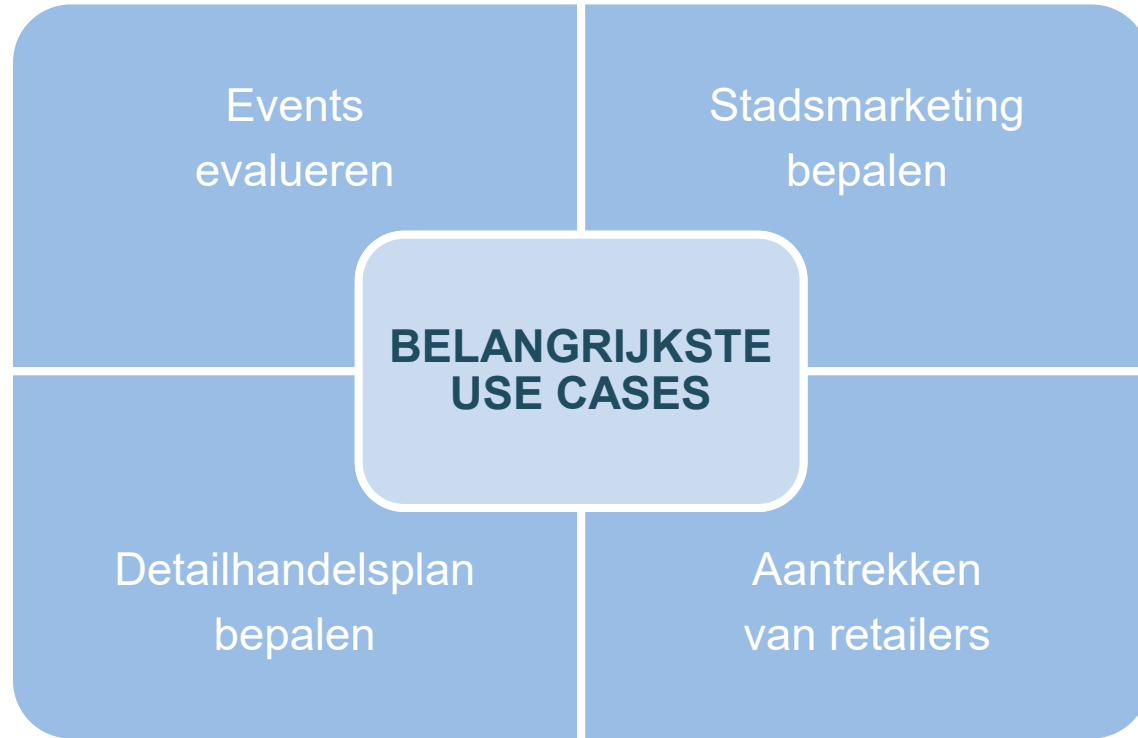 Events
evalueren
Stadsmarketing
bepalen
BELANGRIJKSTE
USE CASES
Detailhandelsplan
bepalen
Aantrekken
van retailers